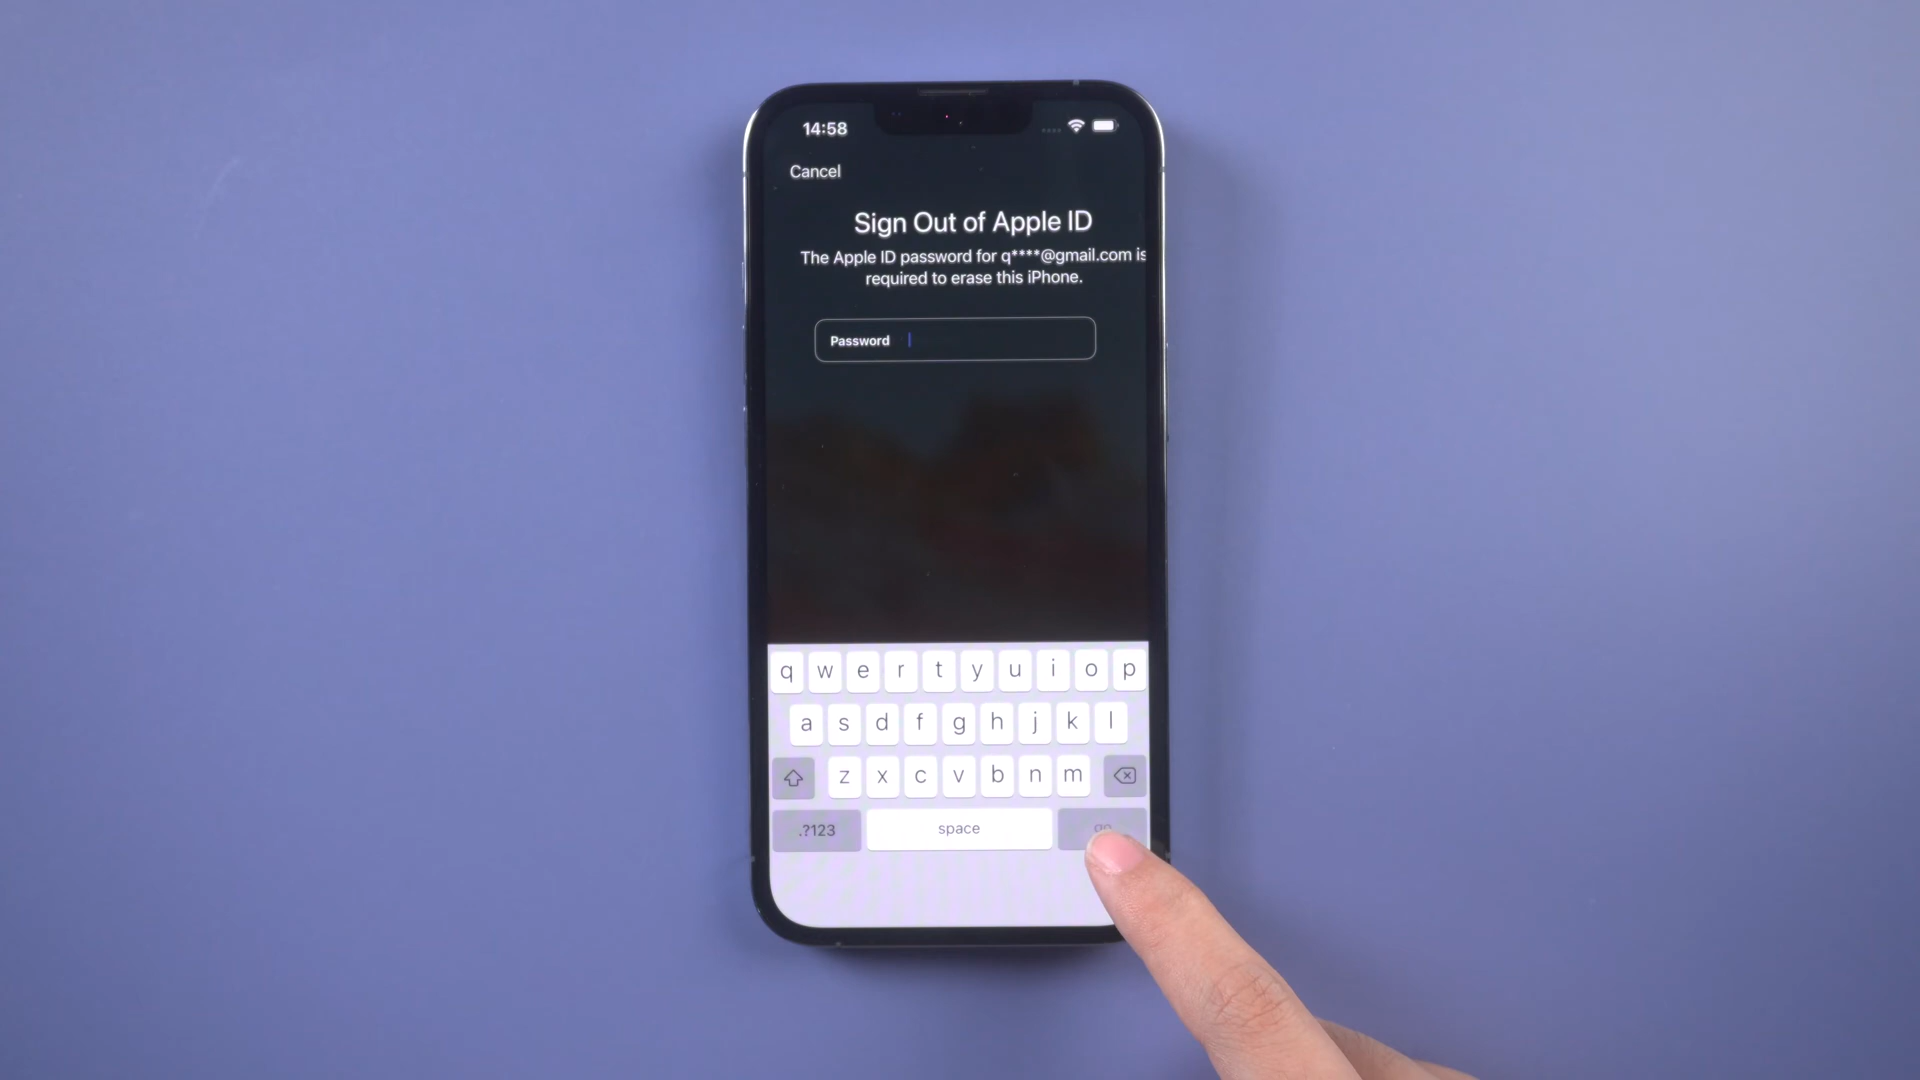 14:58
Cancel
Sign Out of Apple ID
The Apple ID password for q****@gmail.com is
required to erase this iPhone.
Password
q w e r t y u i o p
a s d f g h j k l
z x c v b n m
.?123 space go